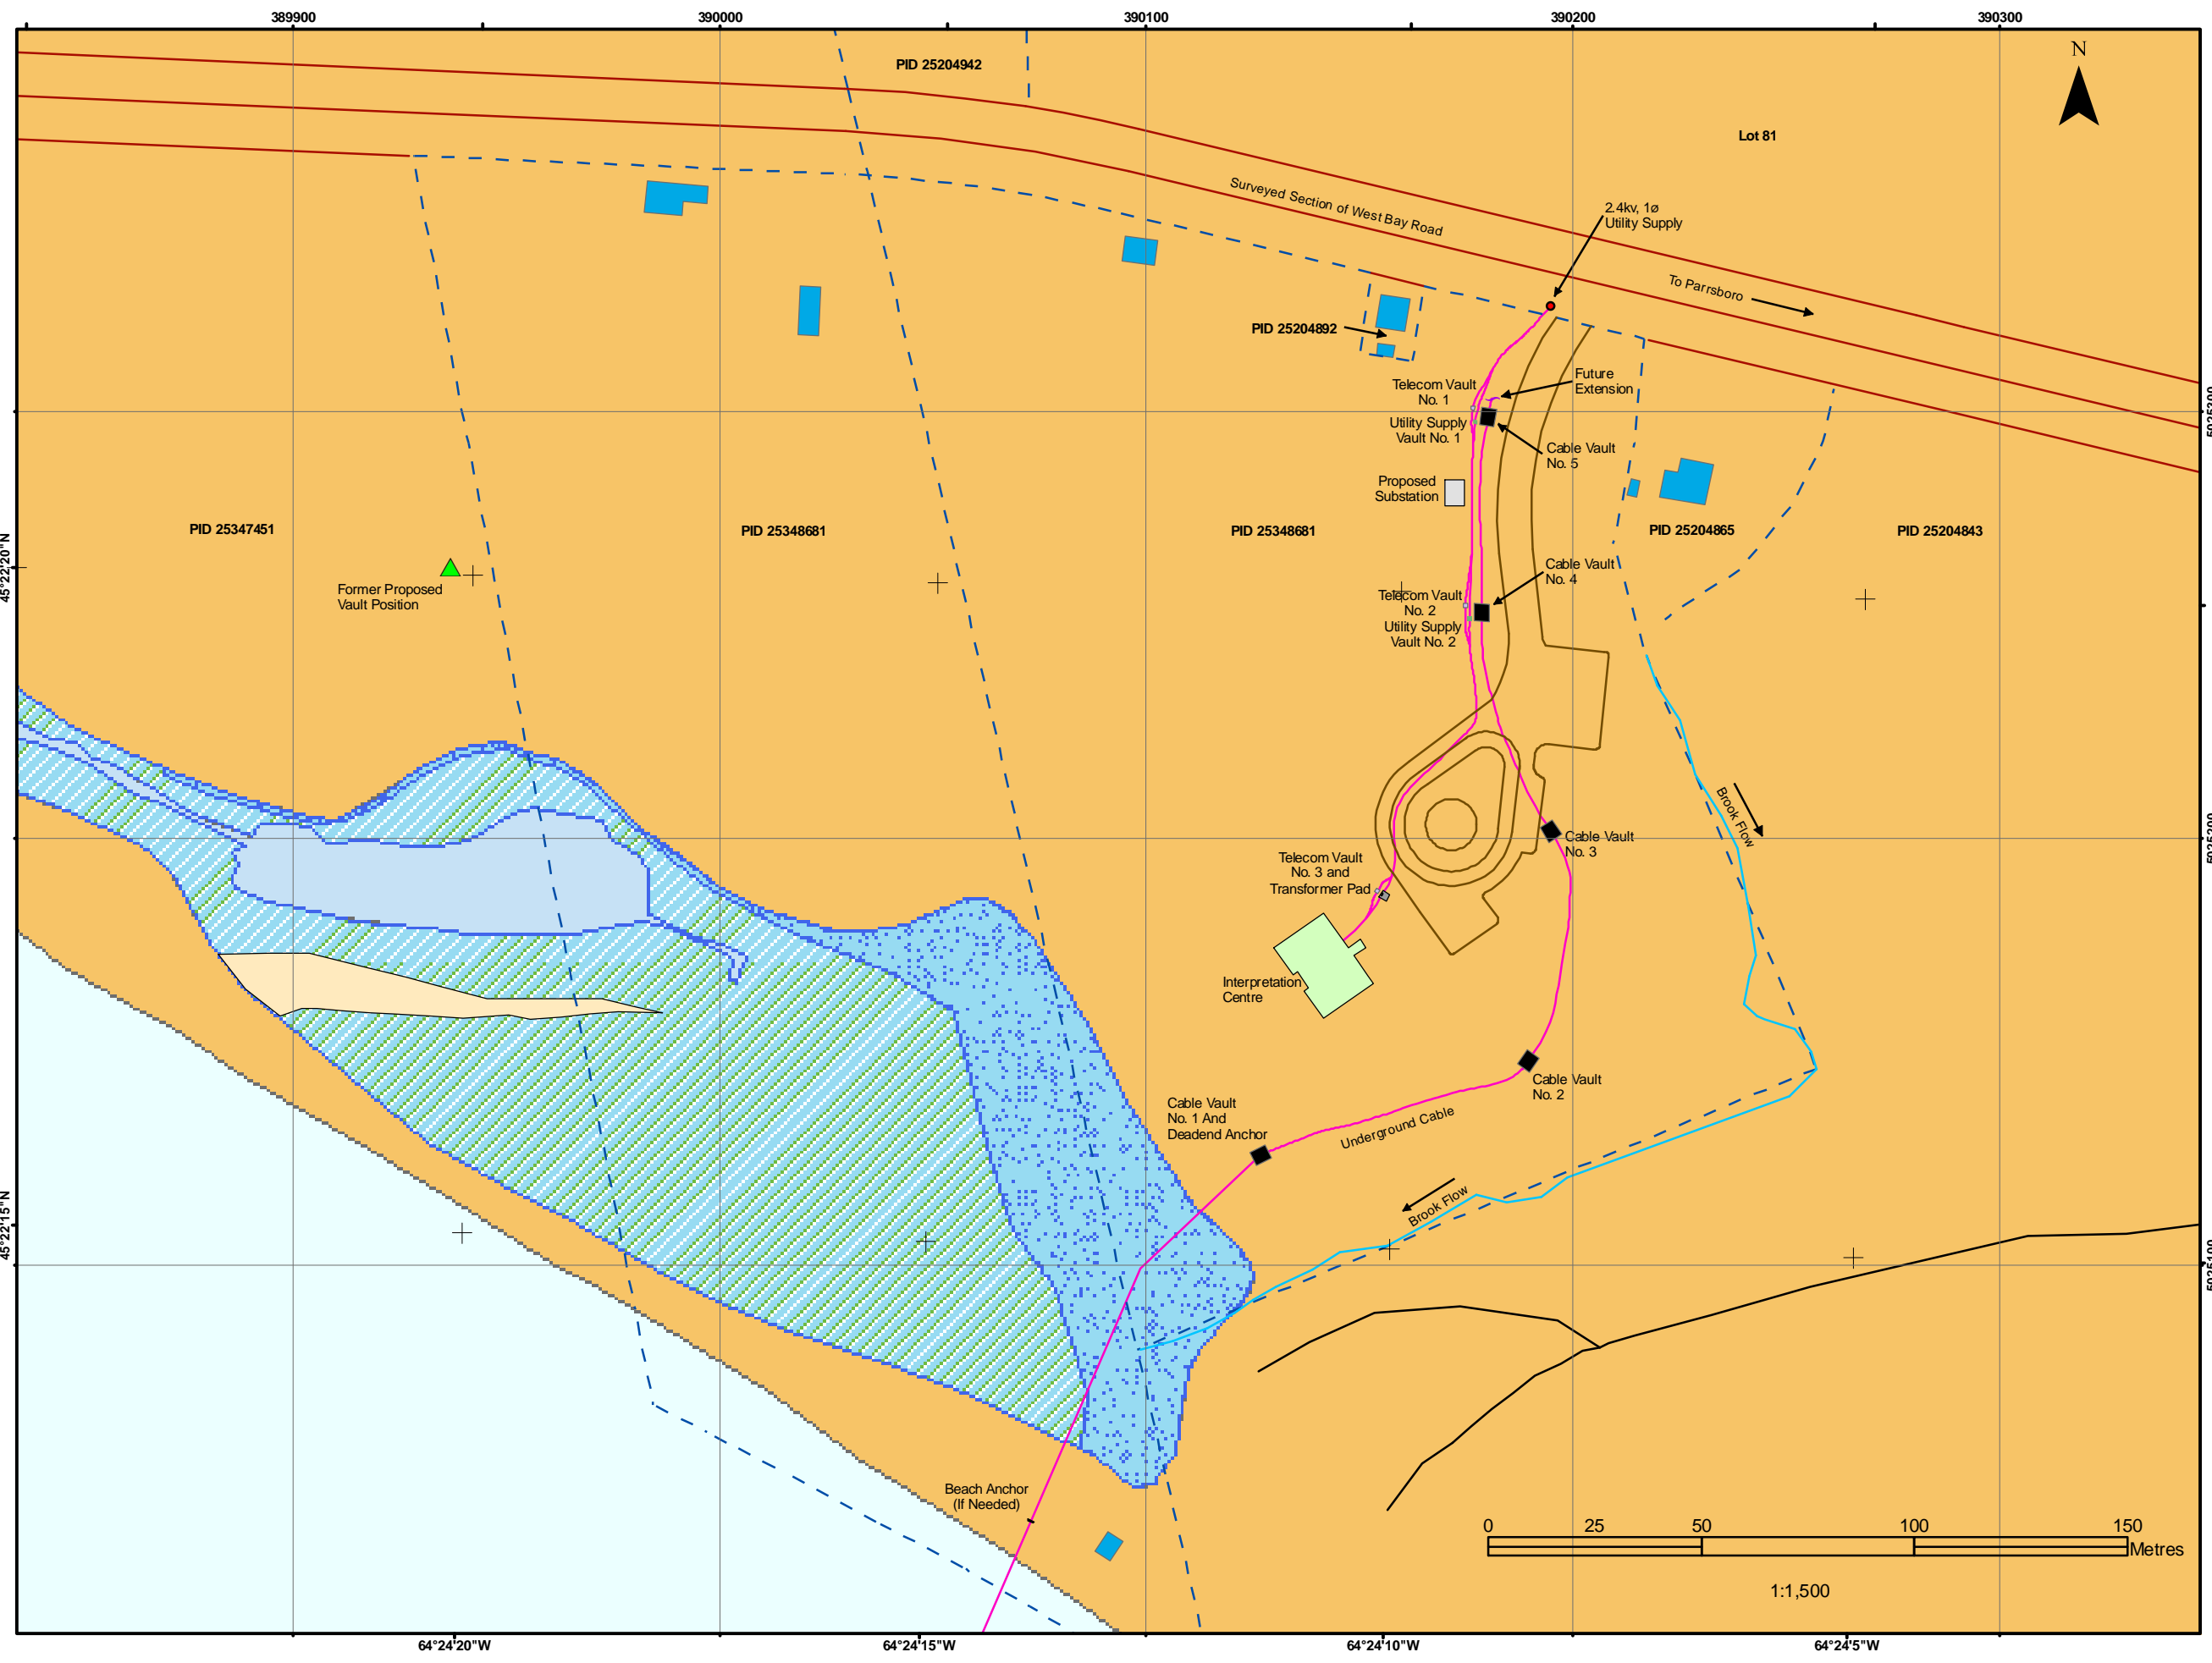 389900 390000 390100 390200 390300
N
PID 25204942
Lot 81
Surveyed Section of West Bay Road
2.4kv, 1ø
Utility Supply
To Parrsboro
PID 25204892
Telecom Vault
No. 1
Future
Extension
Utility Supply
Vault No. 1
Cable Vault
No. 5
Proposed
Substation
PID 25347451
PID 25348681
PID 25348681
PID 25204865
PID 25204843
45°22'20"N
Former Proposed
Vault Position
Cable Vault
No. 4
Telecom Vault
No. 2
Utility Supply
Vault No. 2
Brook Flow
Cable Vault
No. 3
Telecom Vault
No. 3 and
Transformer Pad
Interpretation
Centre
Cable Vault
No. 2
Cable Vault
No. 1 And
Deadend Anchor
Underground Cable
Brook Flow
45°22'15"N
Beach Anchor
(If Needed)
0 25 50 100 150
Metres
1:1,500
64°24'20"W 64°24'15"W 64°24'10"W 64°24'5"W